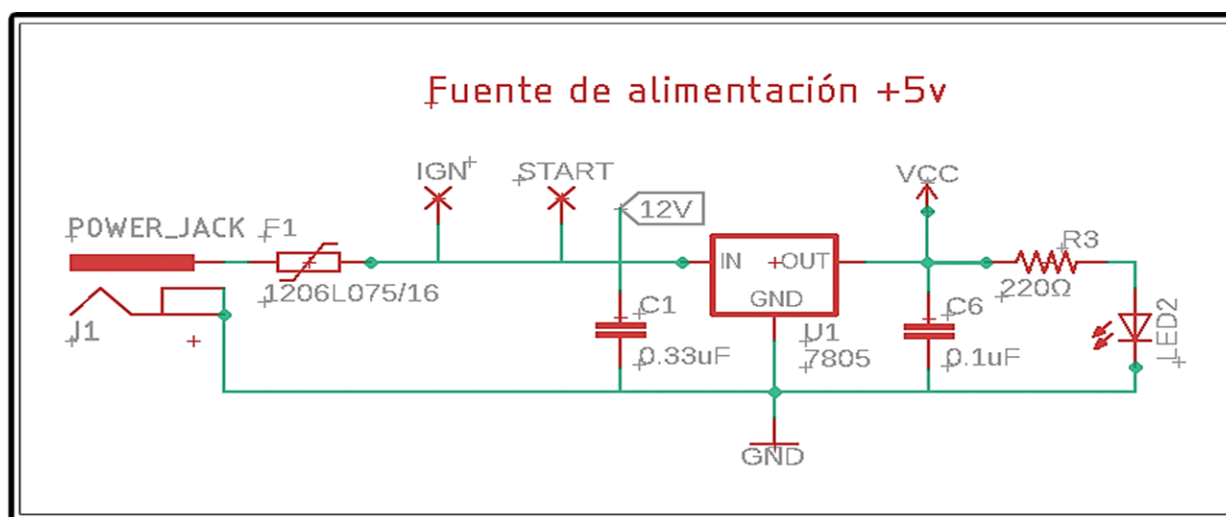 Fuente de alimentación +5v
IGN
START
VCC
12V
POWER_JACK
F1
R3
IN
OUT
GND
1206L075/16
220Ω
J1
C1
0.33uF
U1
7805
C6
0.1uF
LED2
GND